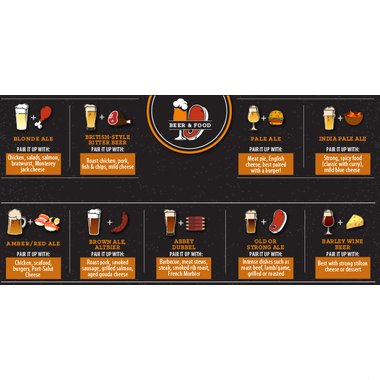 BEER & FOOD
BLONDE ALE
PAIR IT UP WITH:
Chicken, salads, salmon,
bratwurst, Monterey
jack cheese
BRITISH-STYLE
BITTER BEER
PAIR IT UP WITH:
Roast chicken, pork,
fish & chips, mild cheese
PALE ALE
PAIR IT UP WITH:
Meat pie, English
cheese, best paired
with a burger!
INDIA PALE ALE
PAIR IT UP WITH:
Strong, spicy food
(classic with curry),
mild blue cheese
AMBER/RED ALE
PAIR IT UP WITH:
Chicken, seafood,
burgers, Port-Salut
Cheese
BROWN ALE,
ALTBIER
PAIR IT UP WITH:
Roast pork, smoked
sausage, grilled salmon,
aged gouda cheese
ABBEY
DUBBEL
PAIR IT UP WITH:
Barbecue, meat stews,
steak, smoked rib roast,
French Morbier
OLD OR
STRONG ALE
PAIR IT UP WITH:
Intense dishes such as
roast beef, lamb/game,
grilled or roasted
BARLEY WINE
BEER
PAIR IT UP WITH:
Best with strong stilton
cheese or dessert